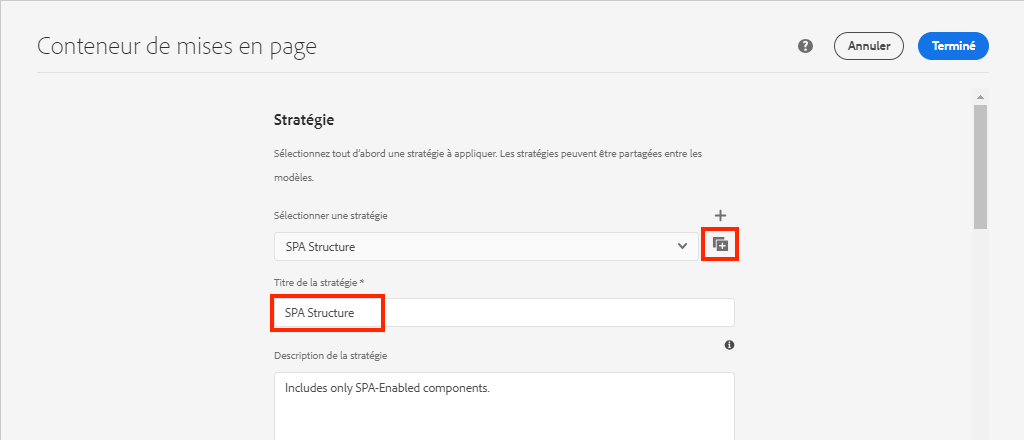 Conteneur de mises en page
Annuler
Terminé
Stratégie
Sélectionnez tout d'abord une stratégie à appliquer. Les stratégies peuvent être partagées entre les
modèles.
Sélectionner une stratégie
SPA Structure
Titre de la stratégie *
SPA Structure
Description de la stratégie
Includes only SPA-Enabled components.